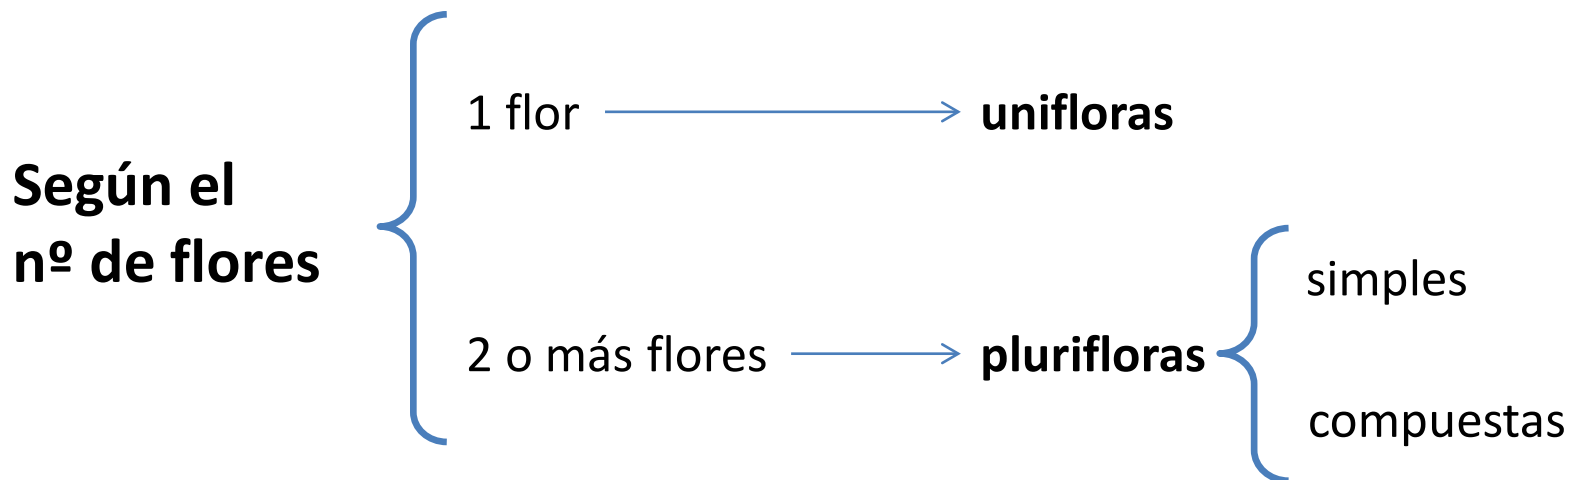 Según el
nº de flores
1 flor
unifloras
2 o más flores
plurifloras
simples
compuestas